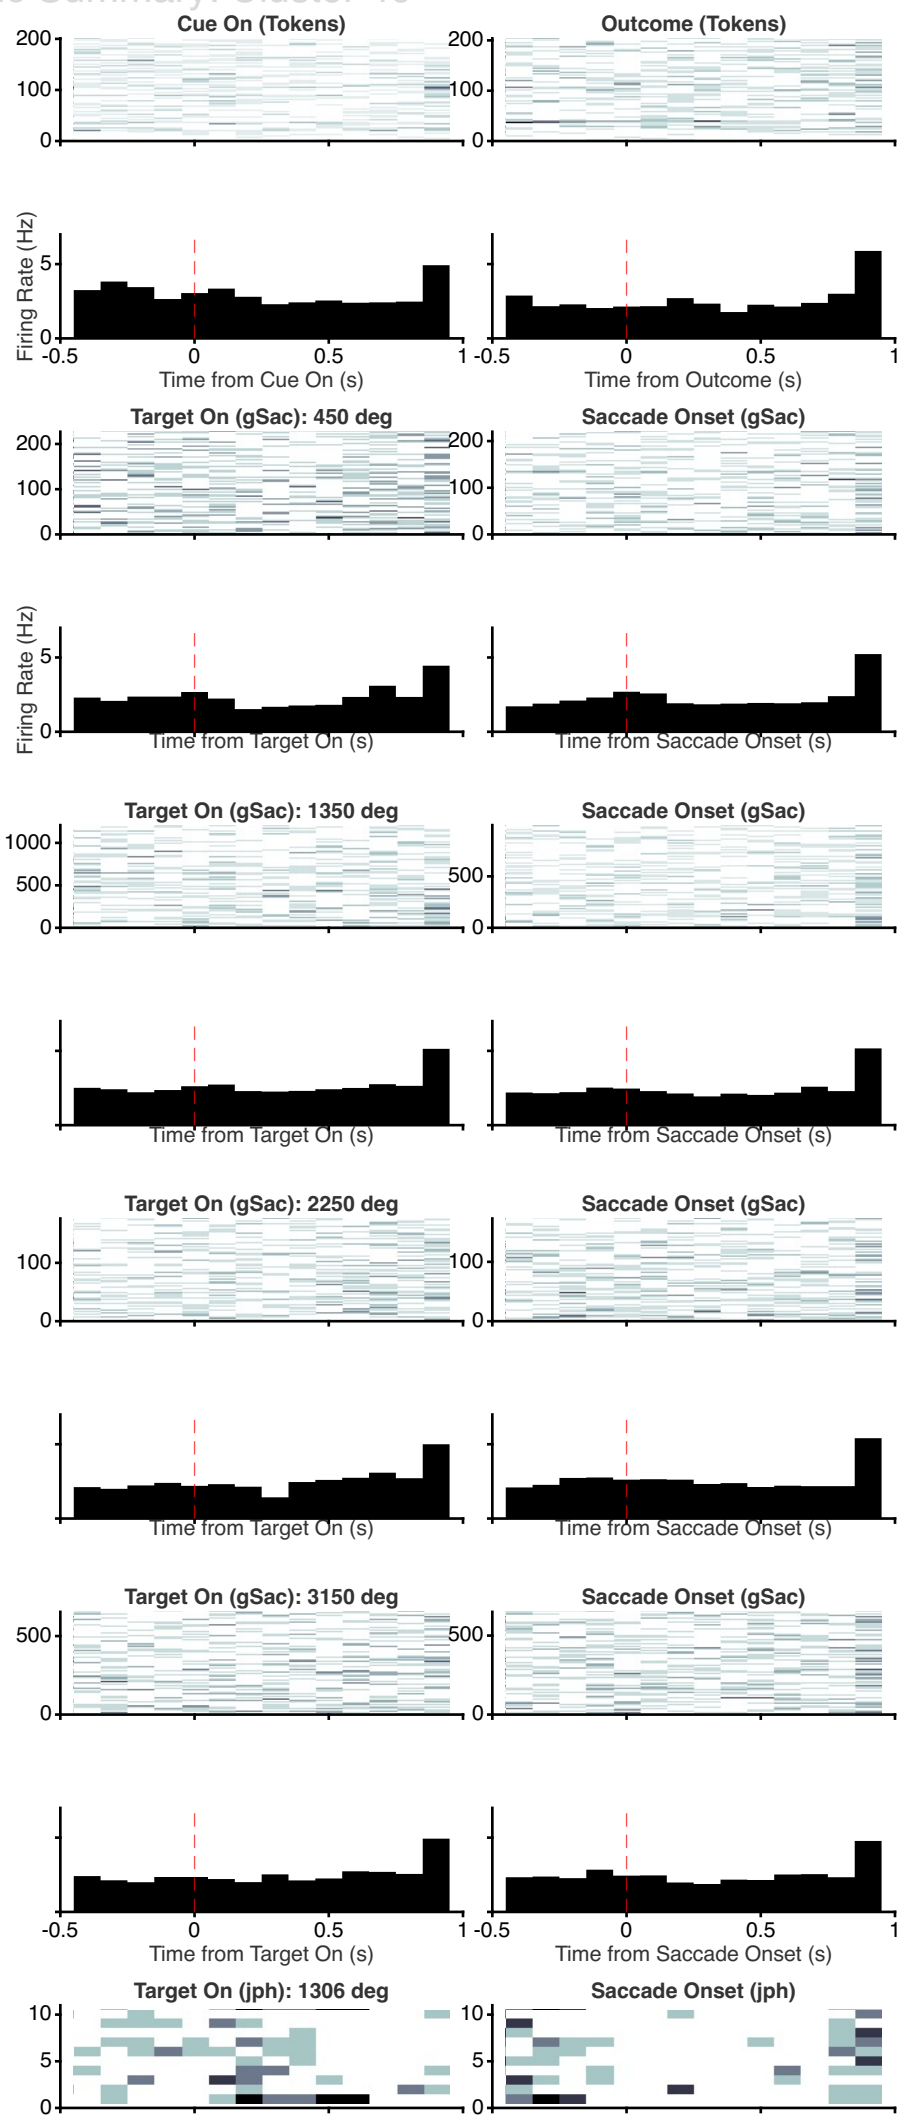 Summary: Cluster
Cue On (Tokens) Outcome (Tokens)
200 200
100 100
0 0
Firing Rate (Hz)
5
0
-0.5 0 0.5 1 -0.5 0 0.5 1
Time from Cue On (s) Time from Outcome (s)
Target On (gSac): 450 deg Saccade Onset (gSac)
200 200
100 100
0 0
Firing Rate (Hz)
5
0
Time from Target On (s) Time from Saccade Onset (s)
Target On (gSac): 1350 deg Saccade Onset (gSac)
1000
500 500
0 0
Time from Target On (s) Time from Saccade Onset (s)
Target On (gSac): 2250 deg Saccade Onset (gSac)
100 100
0 0
Time from Target On (s) Time from Saccade Onset (s)
Target On (gSac): 3150 deg Saccade Onset (gSac)
500 500
0 0
-0.5 0 0.5 1 -0.5 0 0.5 1
Time from Target On (s) Time from Saccade Onset (s)
Target On (jph): 1306 deg Saccade Onset (jph)
10 10
5 5
0 0